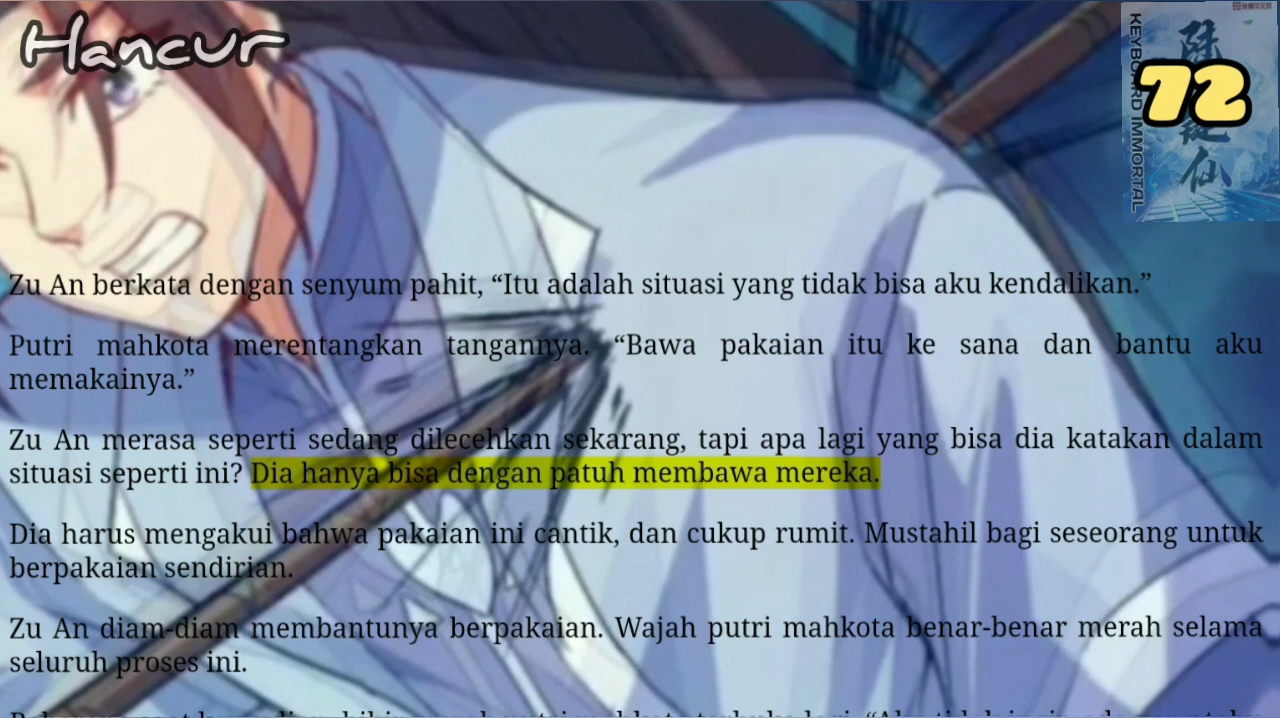 Hancur
KEYBOARD IMMORTAL
72
仙
Zu An berkata dengan senyum pahit, “Itu adalah situasi yang tidak bisa aku kendalikan.”
Putri mahkota merentangkan tangannya. “Bawa pakaian itu ke sana dan bantu aku
memakainya.”
Zu An merasa seperti sedang dilecehkan sekarang, tapi apa lagi yang bisa dia katakan dalam
situasi seperti ini? Dia hanya bisa dengan patuh membawa mereka.
Dia harus mengakui bahwa pakaian ini cantik, dan cukup rumit. Mustahil bagi seseorang untuk
berpakaian sendirian.
Zu An diam-diam membantunya berpakaian. Wajah putri mahkota benar-benar merah selama
seluruh proses ini.